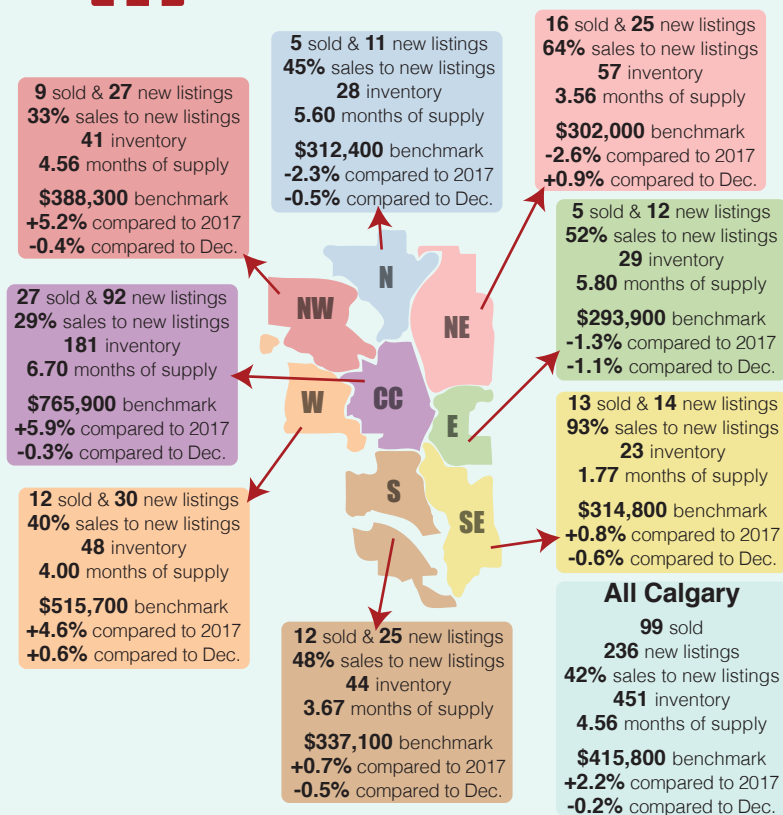 5 sold & 11 new listings
45% sales to new listings
28 inventory
5.60 months of supply
$312,400 benchmark
-2.3% compared to 2017
-0.5% compared to Dec.
16 sold & 25 new listings
64% sales to new listings
57 inventory
3.56 months of supply
$302,000 benchmark
-2.6% compared to 2017
+0.9% compared to Dec.
9 sold & 27 new listings
33% sales to new listings
41 inventory
4.56 months of supply
$388,300 benchmark
+5.2% compared to 2017
-0.4% compared to Dec.
5 sold & 12 new listings
52% sales to new listings
29 inventory
5.80 months of supply
$293,900 benchmark
-1.3% compared to 2017
-1.1% compared to Dec.
N
NW
NE
W
CC
E
S
SE
27 sold & 92 new listings
29% sales to new listings
181 inventory
6.70 months of supply
$765,900 benchmark
+5.9% compared to 2017
-0.3% compared to Dec.
13 sold & 14 new listings
93% sales to new listings
23 inventory
1.77 months of supply
$314,800 benchmark
+0.8% compared to 2017
-0.6% compared to Dec.
12 sold & 30 new listings
40% sales to new listings
48 inventory
4.00 months of supply
$515,700 benchmark
+4.6% compared to 2017
+0.6% compared to Dec.
12 sold & 25 new listings
48% sales to new listings
44 inventory
3.67 months of supply
$337,100 benchmark
+0.7% compared to 2017
-0.5% compared to Dec.
All Calgary
99 sold
236 new listings
42% sales to new listings
451 inventory
4.56 months of supply
$415,800 benchmark
+2.2% compared to 2017
-0.2% compared to Dec.